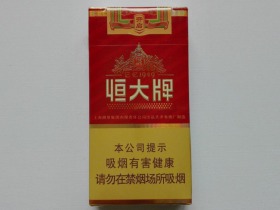 恒大牌
本公司提示
吸烟有害健康
请勿在禁烟场所吸烟